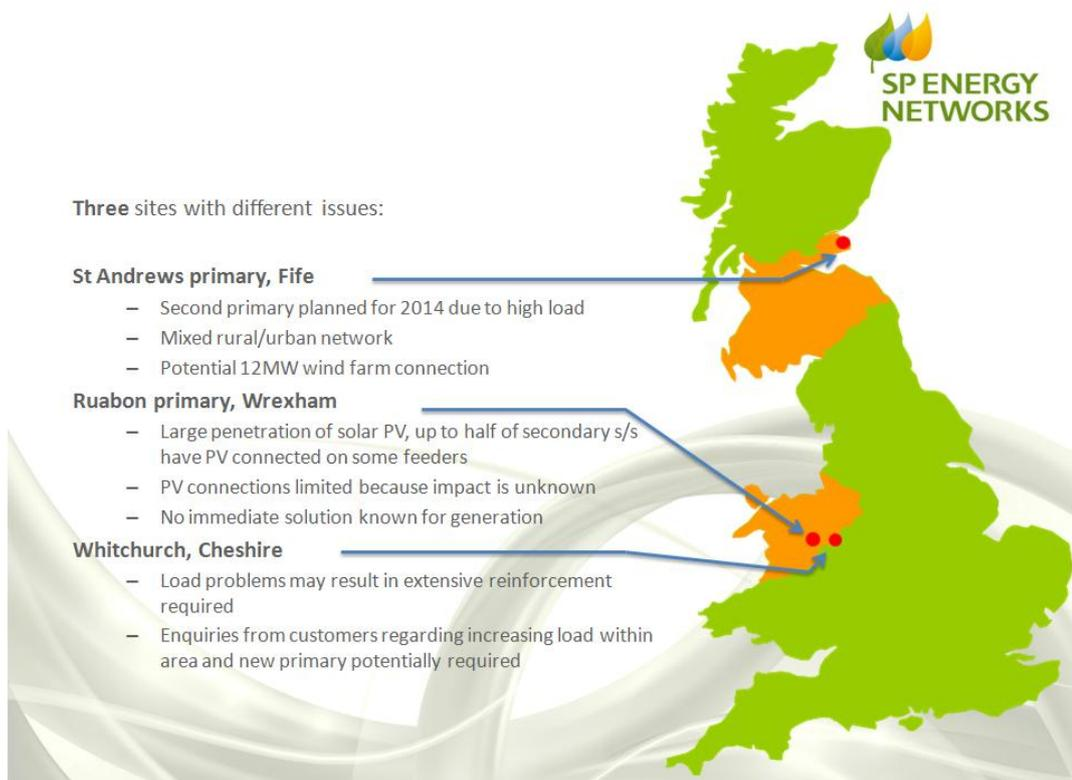 SP ENERGY
NETWORKS
Three sites with different issues:
St Andrews primary, Fife
– Second primary planned for 2014 due to high load
– Mixed rural/urban network
– Potential 12MW wind farm connection
Ruabon primary, Wrexham
– Large penetration of solar PV, up to half of secondary s/s
have PV connected on some feeders
– PV connections limited because impact is unknown
– No immediate solution known for generation
Whitchurch, Cheshire
– Load problems may result in extensive reinforcement
required
– Enquiries from customers regarding increasing load within
area and new primary potentially required